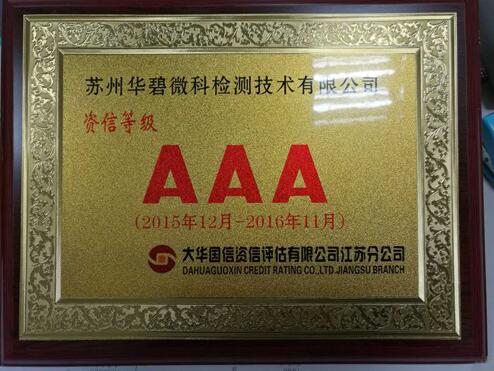 苏州华碧微科检测技术有限公司
资信等级
AAA
(2015年12月-2016年11月)
大华国信资信评估有限公司江苏分公司
DAHUAGUOXIN CREDIT RATING CO.,LTD.JIANGSU BRANCH